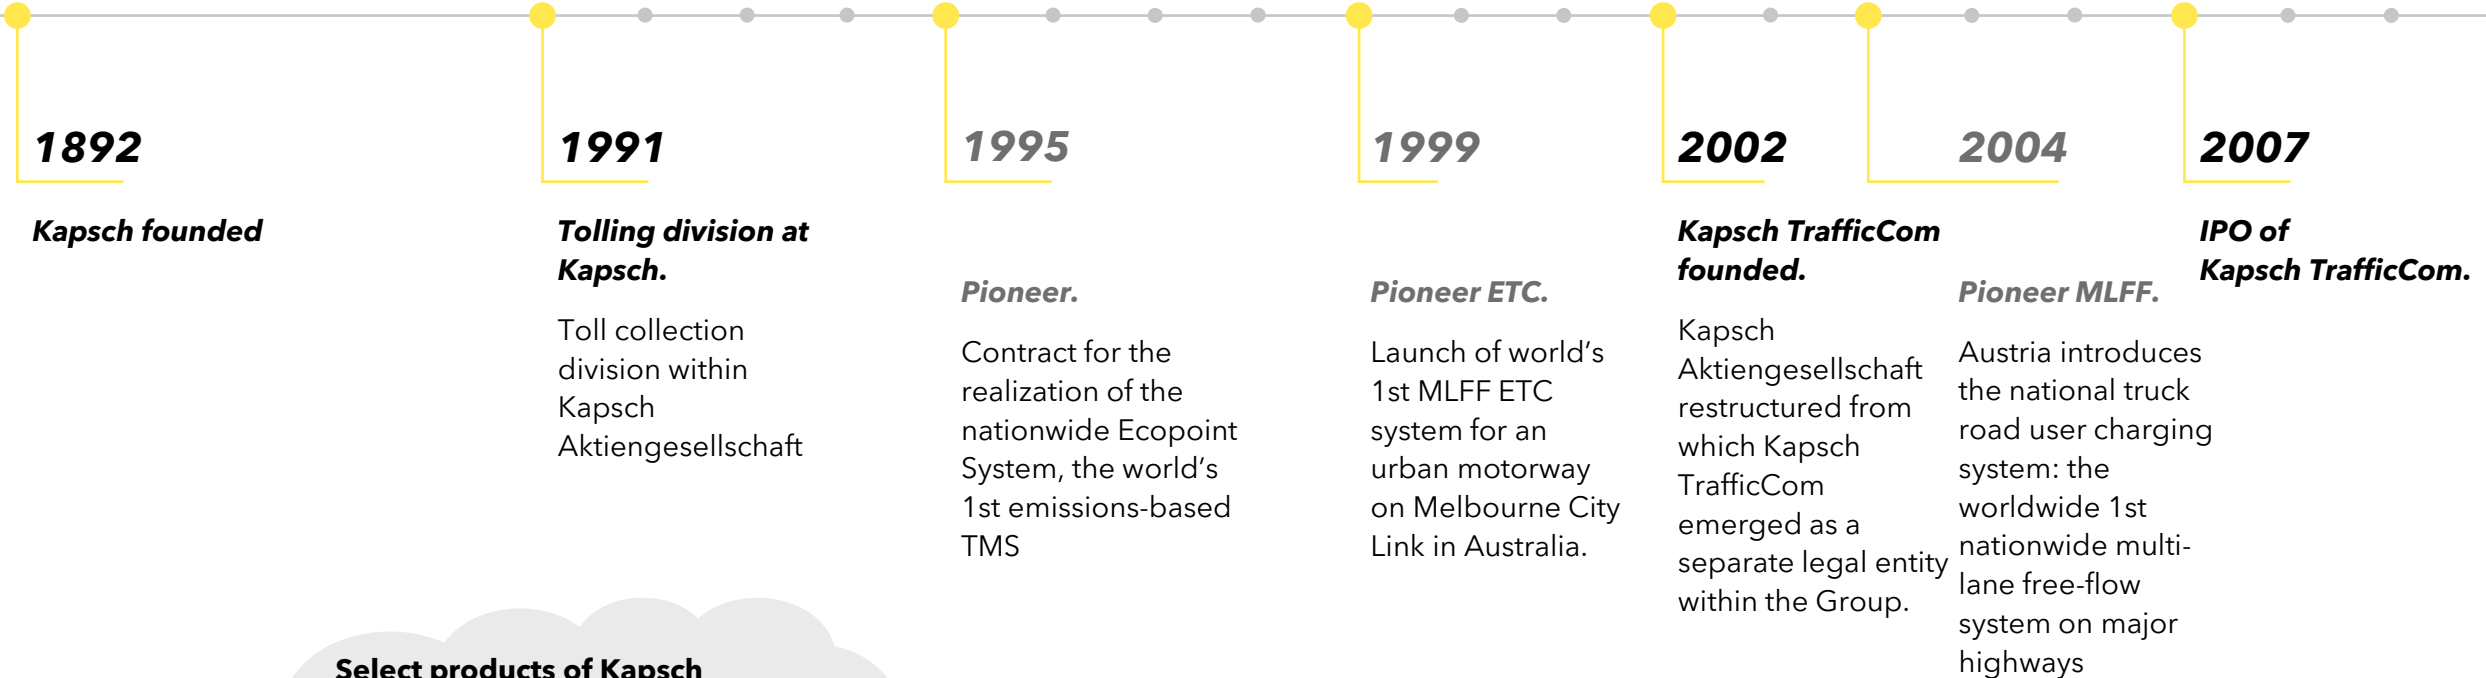 1892
Kapsch founded
1991
Tolling division at
Kapsch.
Toll collection
division within
Kapsch
Aktiengesellschaft
1995
Pioneer.
Contract for the
realization of the
nationwide Ecopoint
System, the world's
1st emissions-based
TMS
1999
Pioneer ETC.
Launch of world's
1st MLFF ETC
system for an
urban motorway
on Melbourne City
Link in Australia.
2002
Kapsch TrafficCom
founded.
Kapsch
Aktiengesellschaft
restructured from
which Kapsch
TrafficCom
emerged as a
separate legal entity
within the Group.
2004
Pioneer MLFF.
Austria introduces
the national truck
road user charging
system: the
worldwide 1st
nationwide multi-
lane free-flow
system on major
highways
2007
IPO of
Kapsch TrafficCom.
Select products of Kapsch